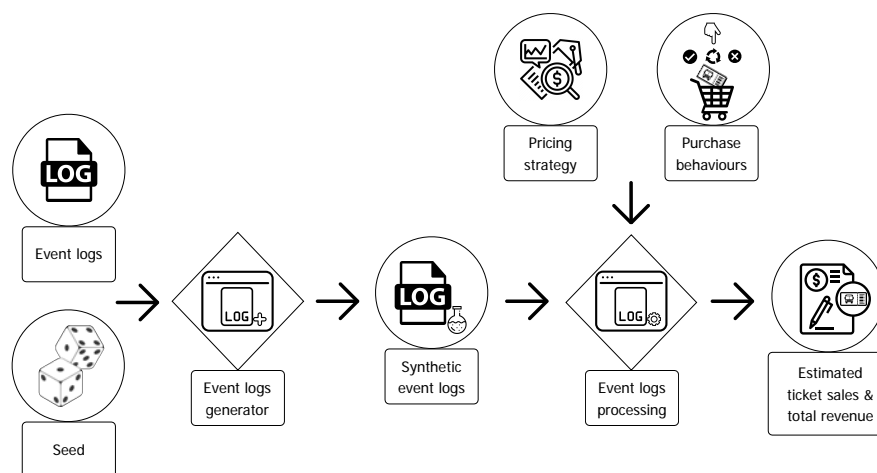 Pricing
strategy
Purchase
behaviours
LOG
Event logs
LOG
Event logs
generator
LOG
Synthetic
event logs
LOG
Event logs
processing
Estimated
ticket sales &
total revenue
Seed